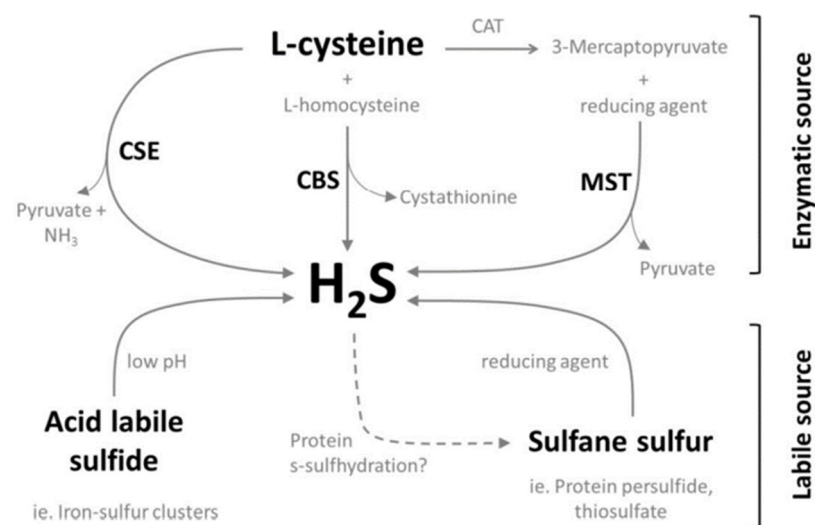 L-cysteine
CAT
3-Mercaptopyruvate
+
L-homocysteine
+
reducing agent
Enzymatic source
CSE
CBS
MST
Pyruvate +
NH₃
Cystathionine
Pyruvate
H₂S
low pH
reducing agent
Acid labile
sulfide
Protein
s-sulfhydration?
Sulfane sulfur
ie. Iron-sulfur clusters
ie. Protein persulfide,
thiosulfate
Labile source